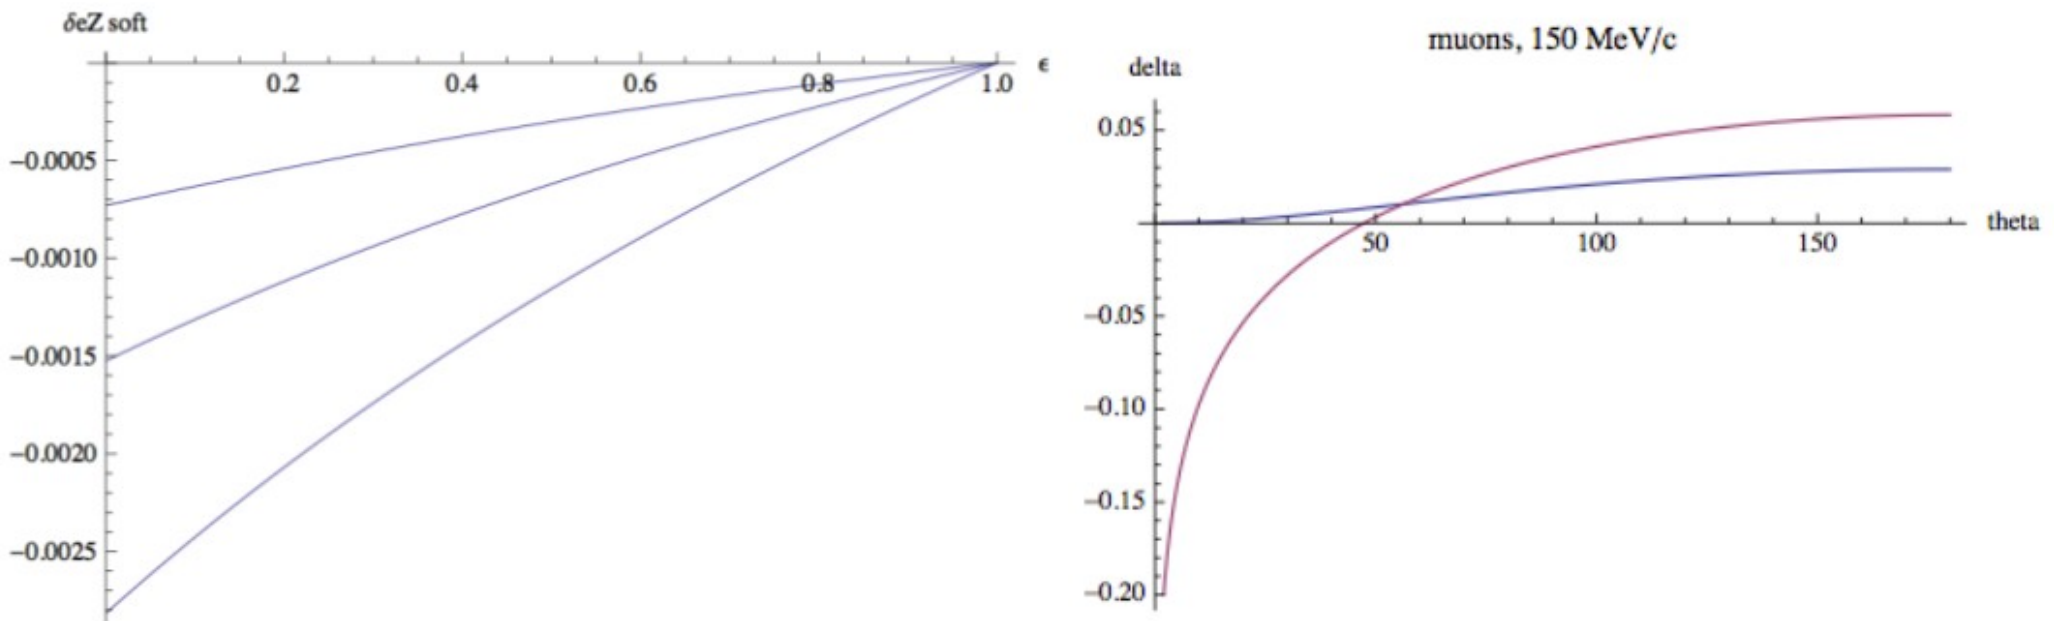 δeZ soft
ϵ
0.2 0.4 0.6 0.8 1.0
−0.0005
−0.0010
−0.0015
−0.0020
−0.0025
muons, 150 MeV/c
delta
0.05
theta
50 100 150
−0.05
−0.10
−0.15
−0.20